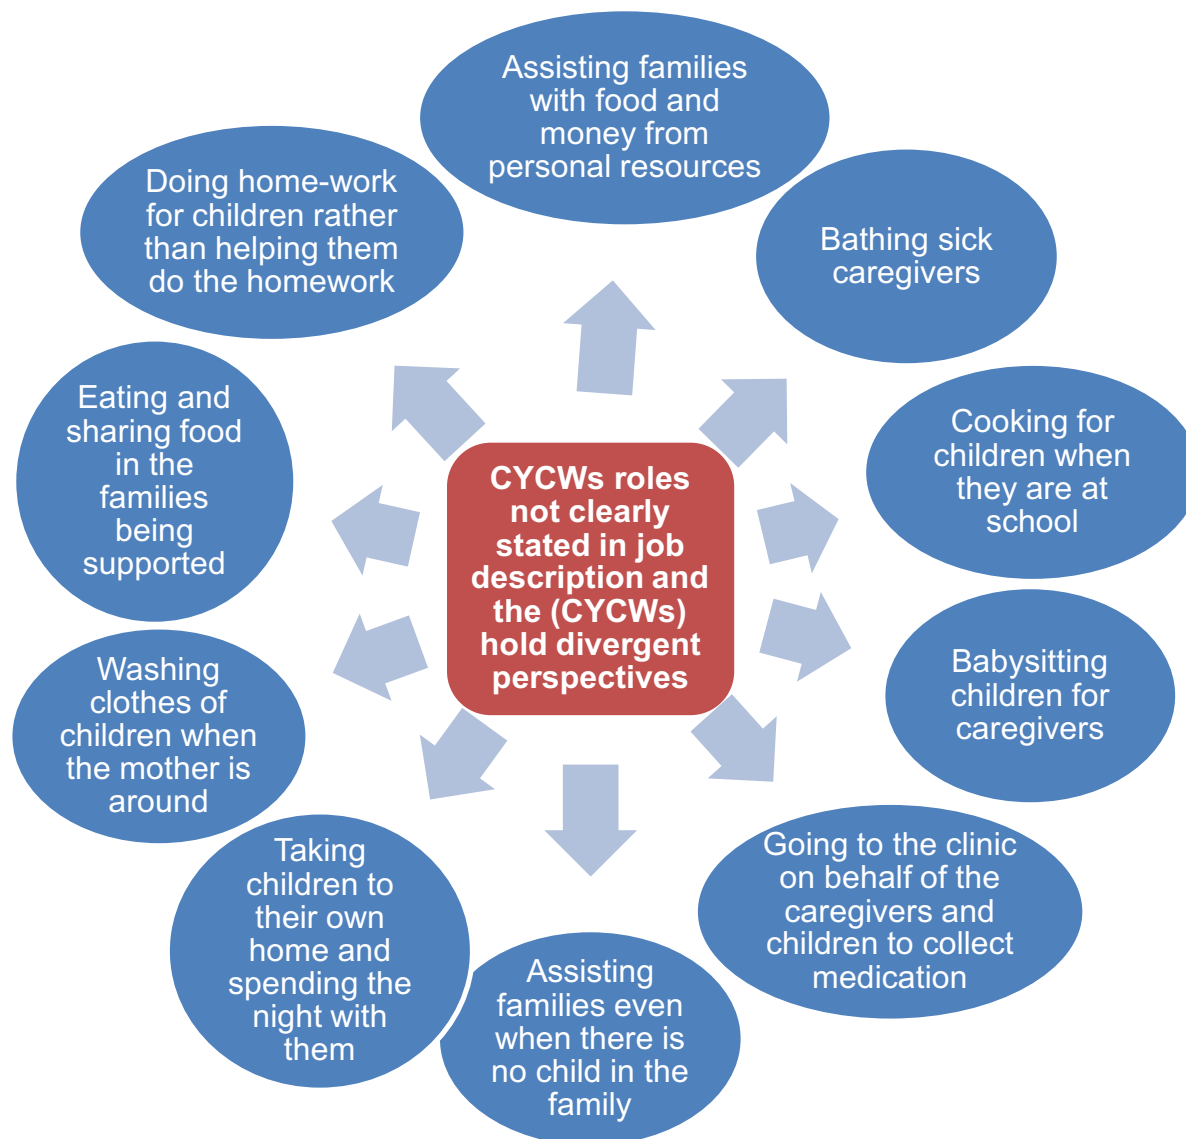 Assisting families
with food and
money from
personal resources
Bathing sick
caregivers
Cooking for
children when
they are at
school
Babysitting
children for
caregivers
Going to the clinic
on behalf of the
caregivers and
children to collect
medication
Assisting
families even
when there is
no child in the
family
Taking
children to
their own
home and
spending the
night with
them
Washing
clothes of
children when
the mother is
around
Eating and
sharing food
in the
families
being
supported
Doing home-work
for children rather
than helping them
do the homework
CYCWs roles
not clearly
stated in job
description and
the (CYCWs)
hold divergent
perspectives